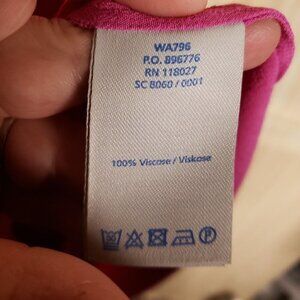 WA796
P.O. 896776
RN 118027
SC 8060 / 0001
100% Viscose / Viskose